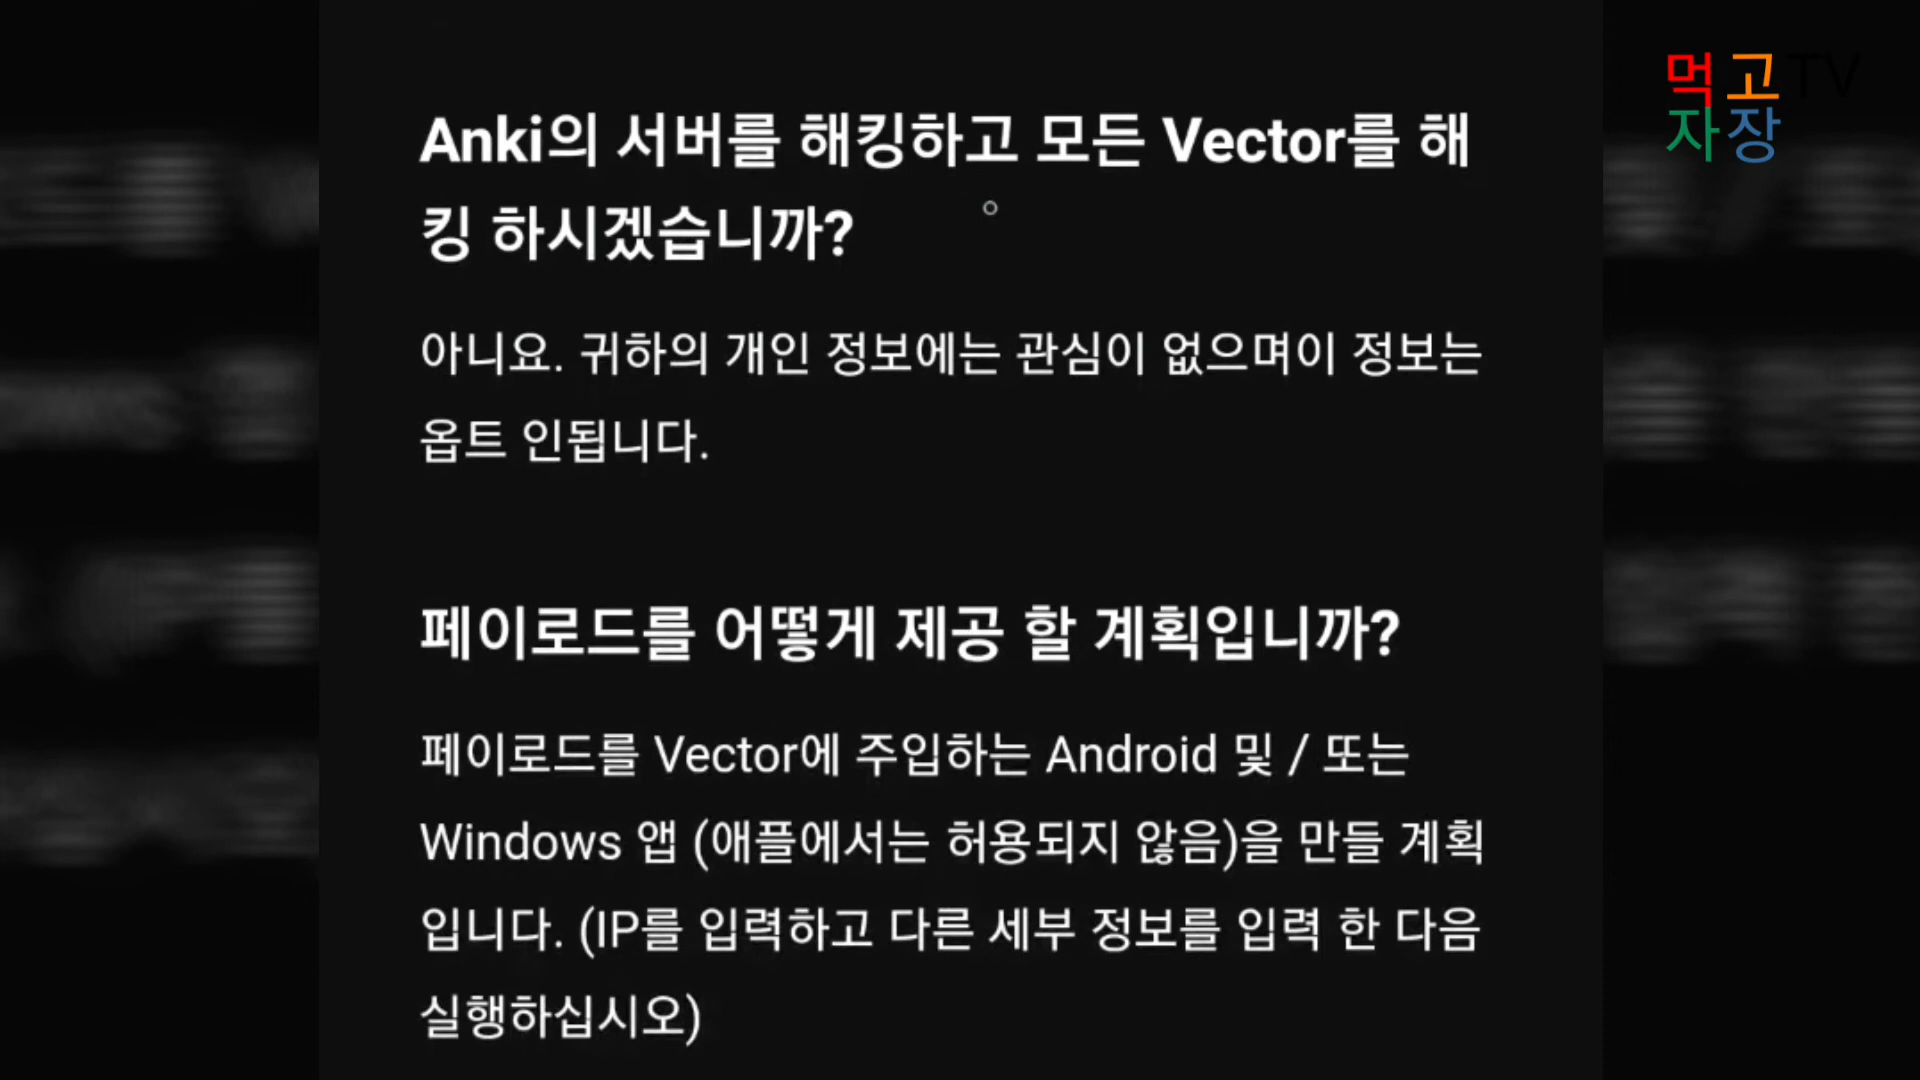 먹고TV
자장
Anki의 서버를 해킹하고 모든 Vector를 해
킹 하시겠습니까?
아니요. 귀하의 개인 정보에는 관심이 없으며이 정보는
옵트 인됩니다.
페이로드를 어떻게 제공 할 계획입니까?
페이로드를 Vector에 주입하는 Android 및 / 또는
Windows 앱 (애플에서는 허용되지 않음)을 만들 계획
입니다. (IP를 입력하고 다른 세부 정보를 입력 한 다음
실행하십시오)